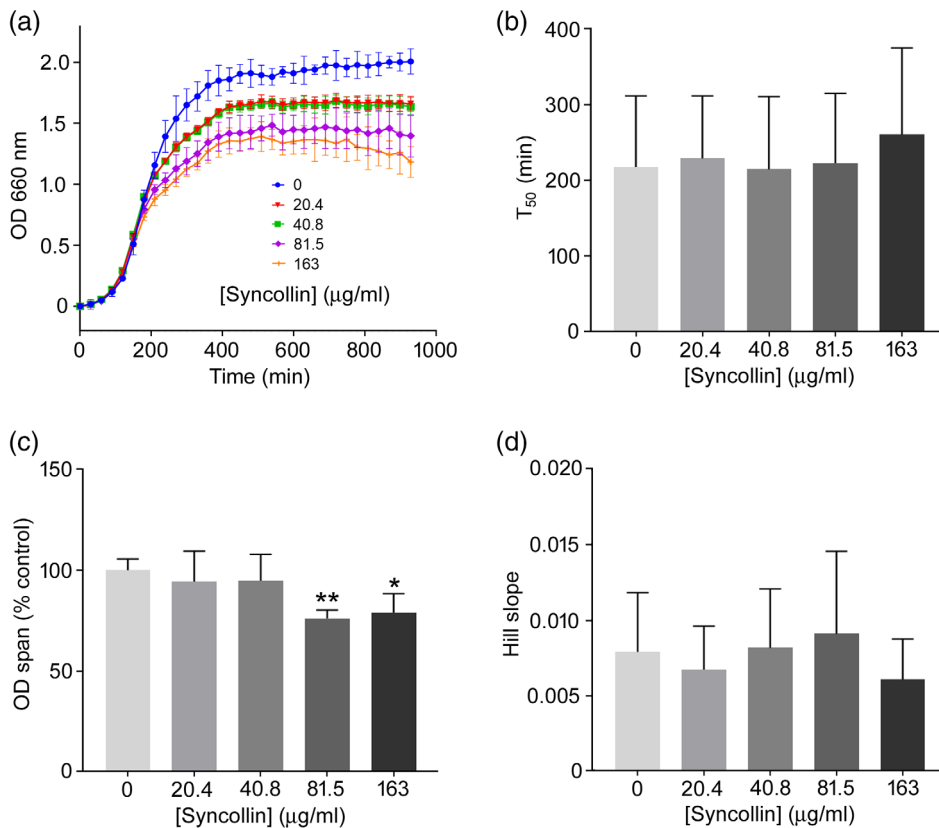 (a)
OD 660 nm
2.0
1.5
1.0
0.5
0
0
20.4
40.8
81.5
163
[Syncollin] (μg/ml)
0 200 400 600 800 1000
Time (min)
(b)
T50 (min)
400
300
200
100
0
0 20.4 40.8 81.5 163
[Syncollin] (μg/ml)
(c)
OD span (% control)
150
100
50
0
** *
0 20.4 40.8 81.5 163
[Syncollin] (μg/ml)
(d)
Hill slope
0.020
0.015
0.010
0.005
0
0 20.4 40.8 81.5 163
[Syncollin] (μg/ml)